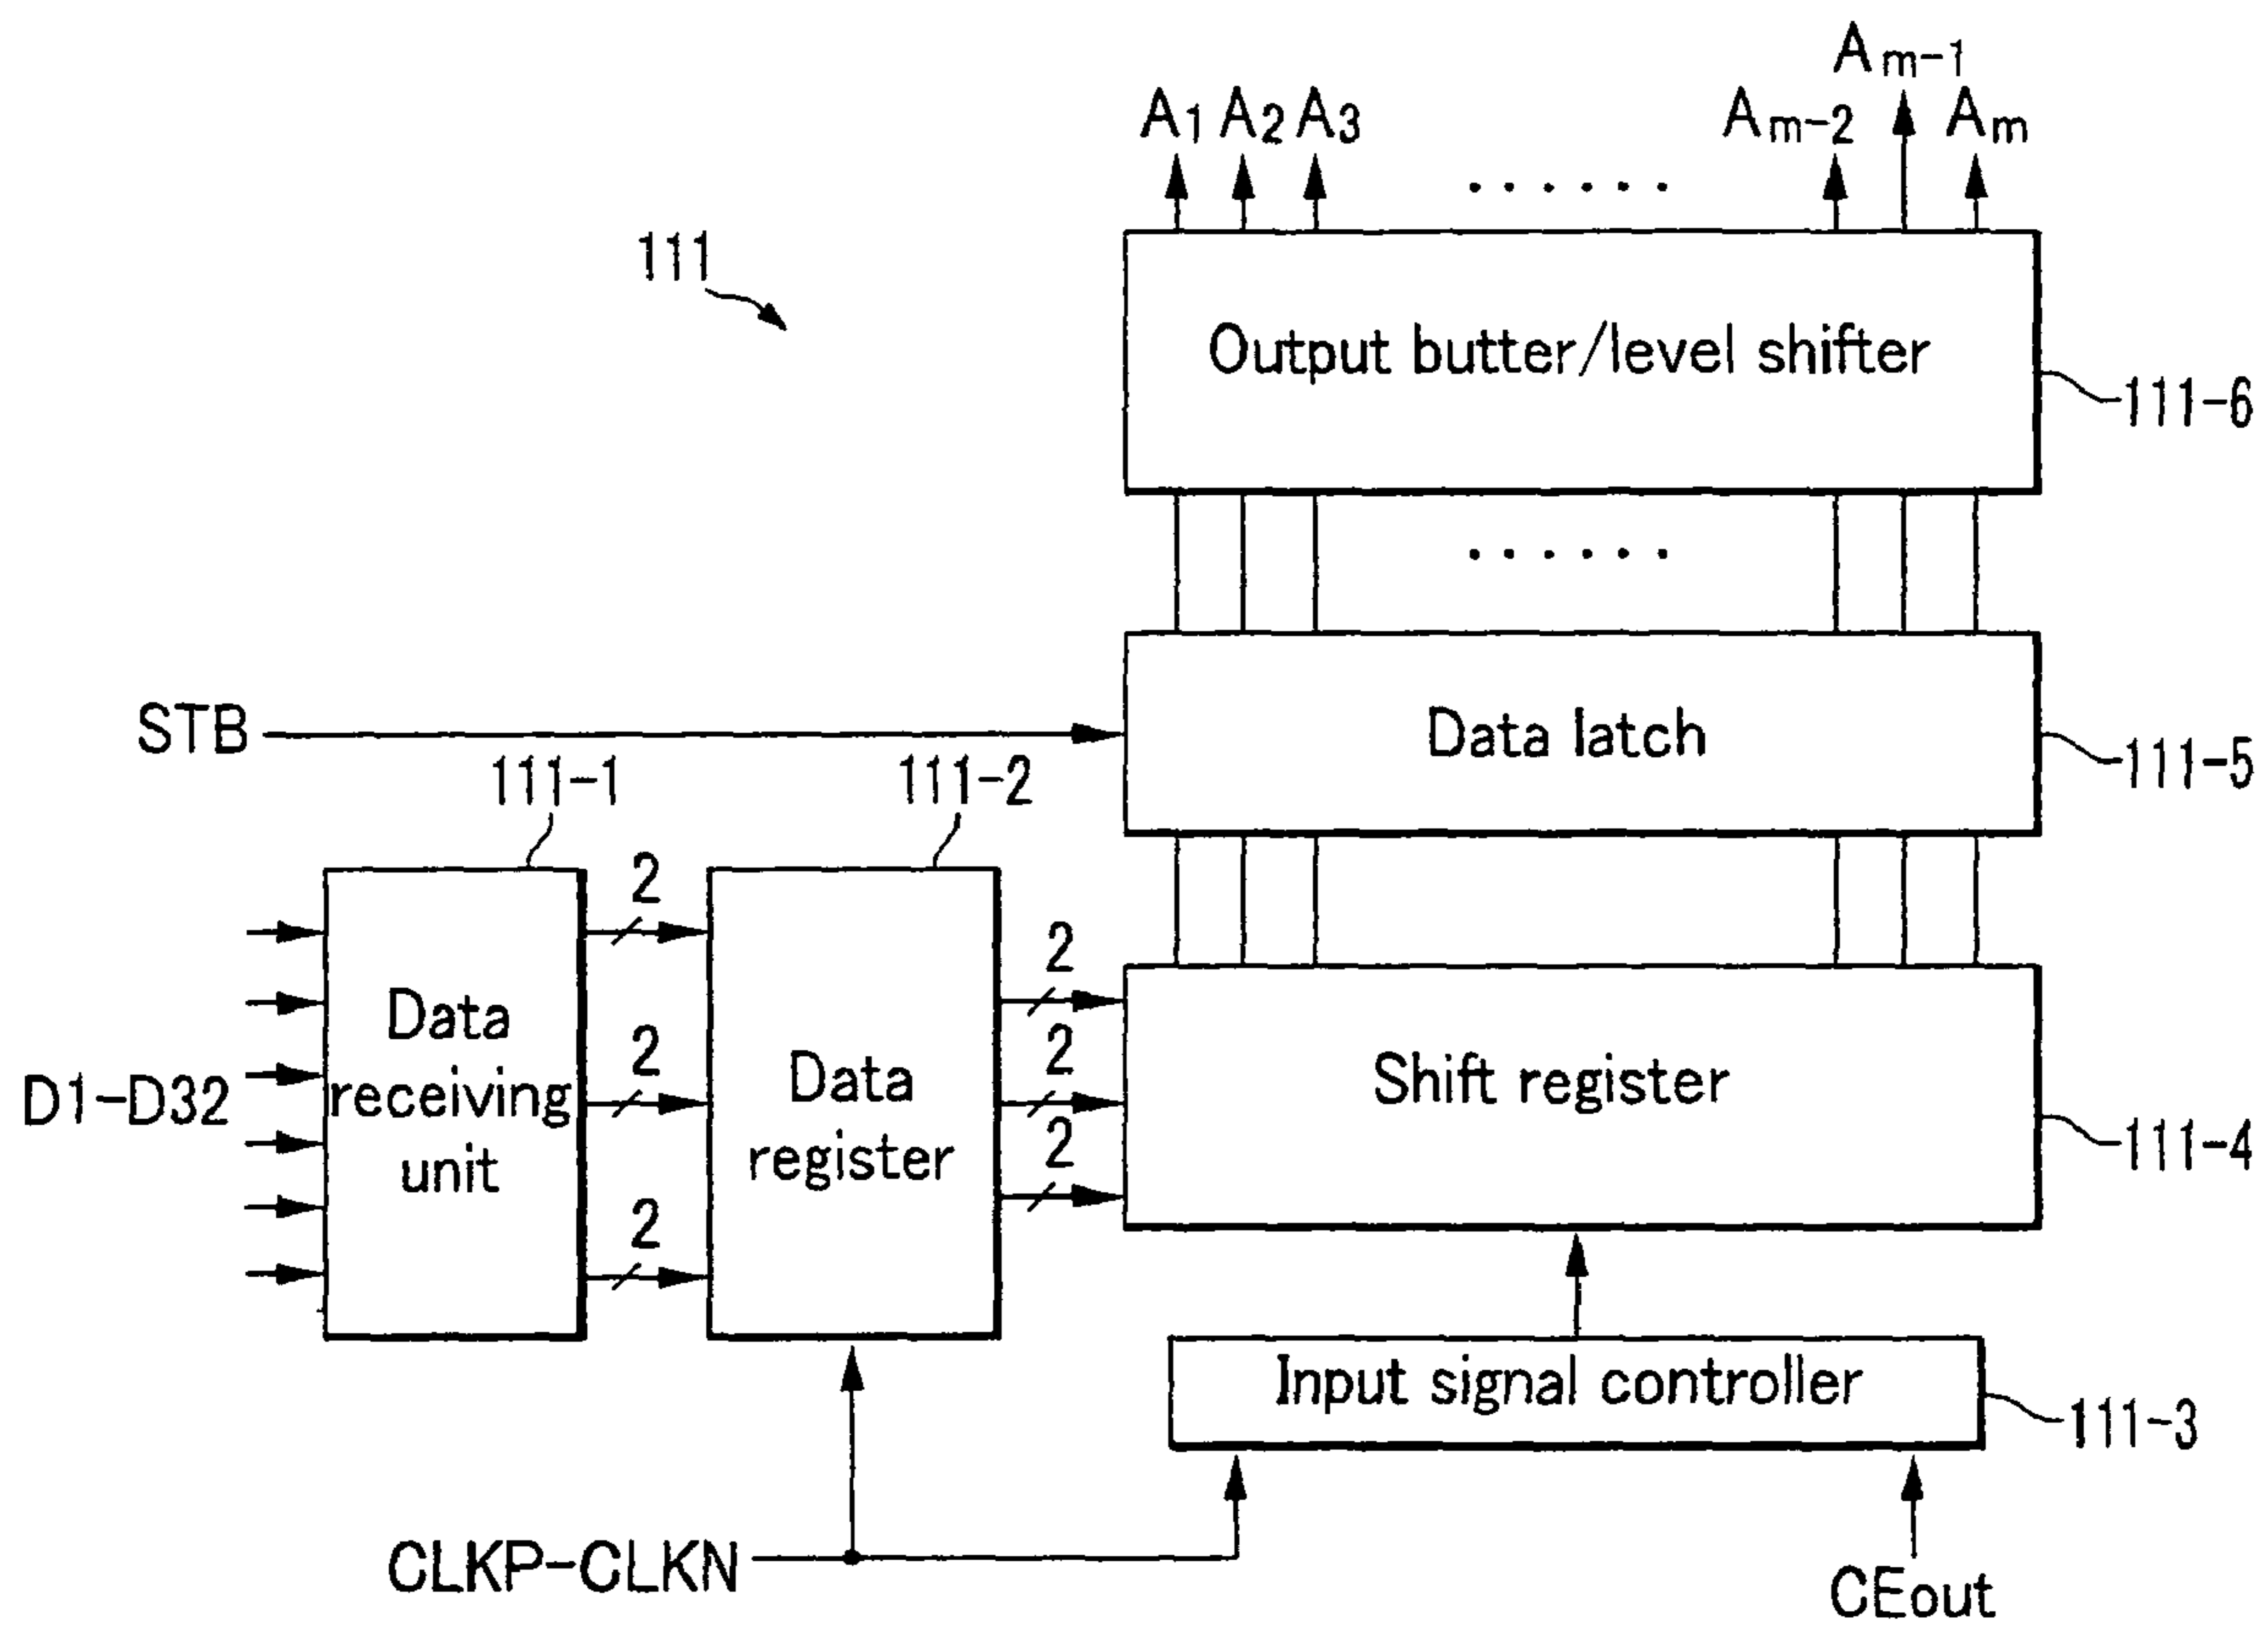 Am-1
A1 A2 A3 Am-2 Am
......
111
Output butter/level shifter
111-6
......
STB
Data latch
111-5
111-1
111-2
2
2
D1-D32
Data
receiving
unit
2
Data
register
2
2
Shift register
111-4
2
Input signal controller
111-3
CLKP-CLKN
CEout